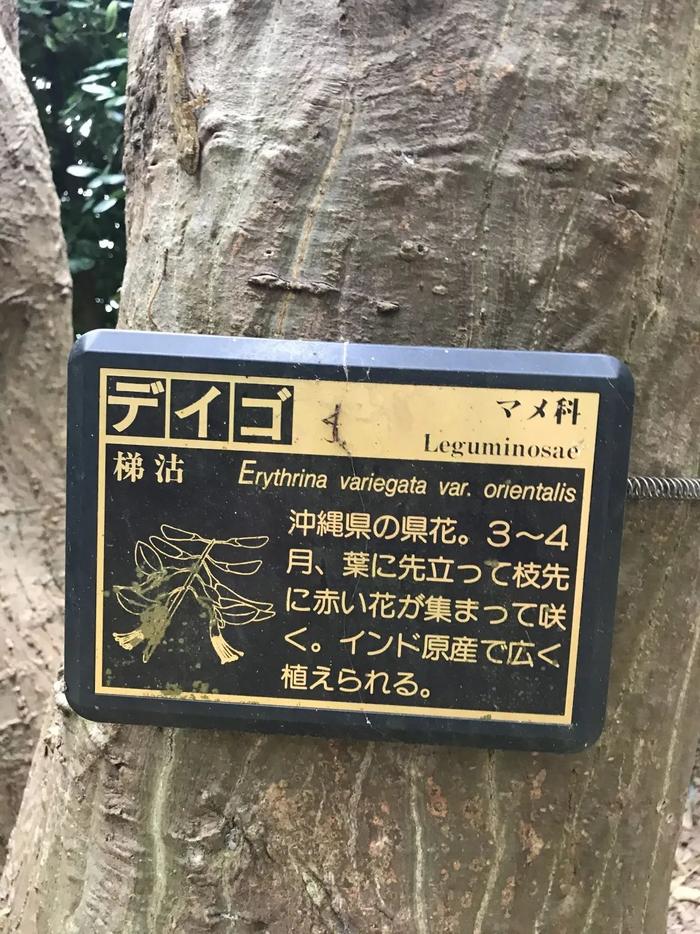 デイゴ
マメ科
Leguminosae
梯沽
Erythrina variegata var. orientalis
沖縄県の県花。3〜4
月、葉に先立って枝先
に赤い花が集まって咲
く。インド原産で広く
植えられる。